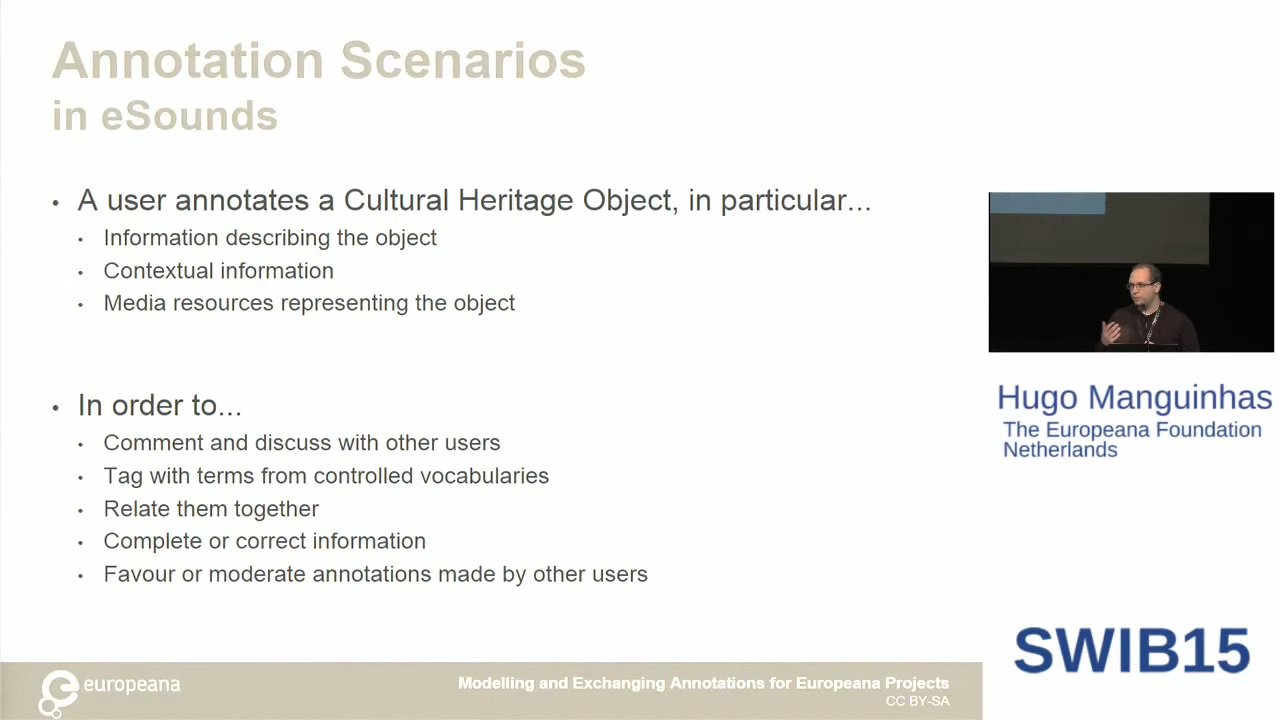 Annotation Scenarios
in eSounds
• A user annotates a Cultural Heritage Object, in particular...
• Information describing the object
• Contextual information
• Media resources representing the object
• In order to...
• Comment and discuss with other users
• Tag with terms from controlled vocabularies
• Relate them together
• Complete or correct information
• Favour or moderate annotations made by other users
europeana
Modelling and Exchanging Annotations for Europeana Projects
CC BY-SA
Hugo Manguinhas
The Europeana Foundation
Netherlands
SWIB15